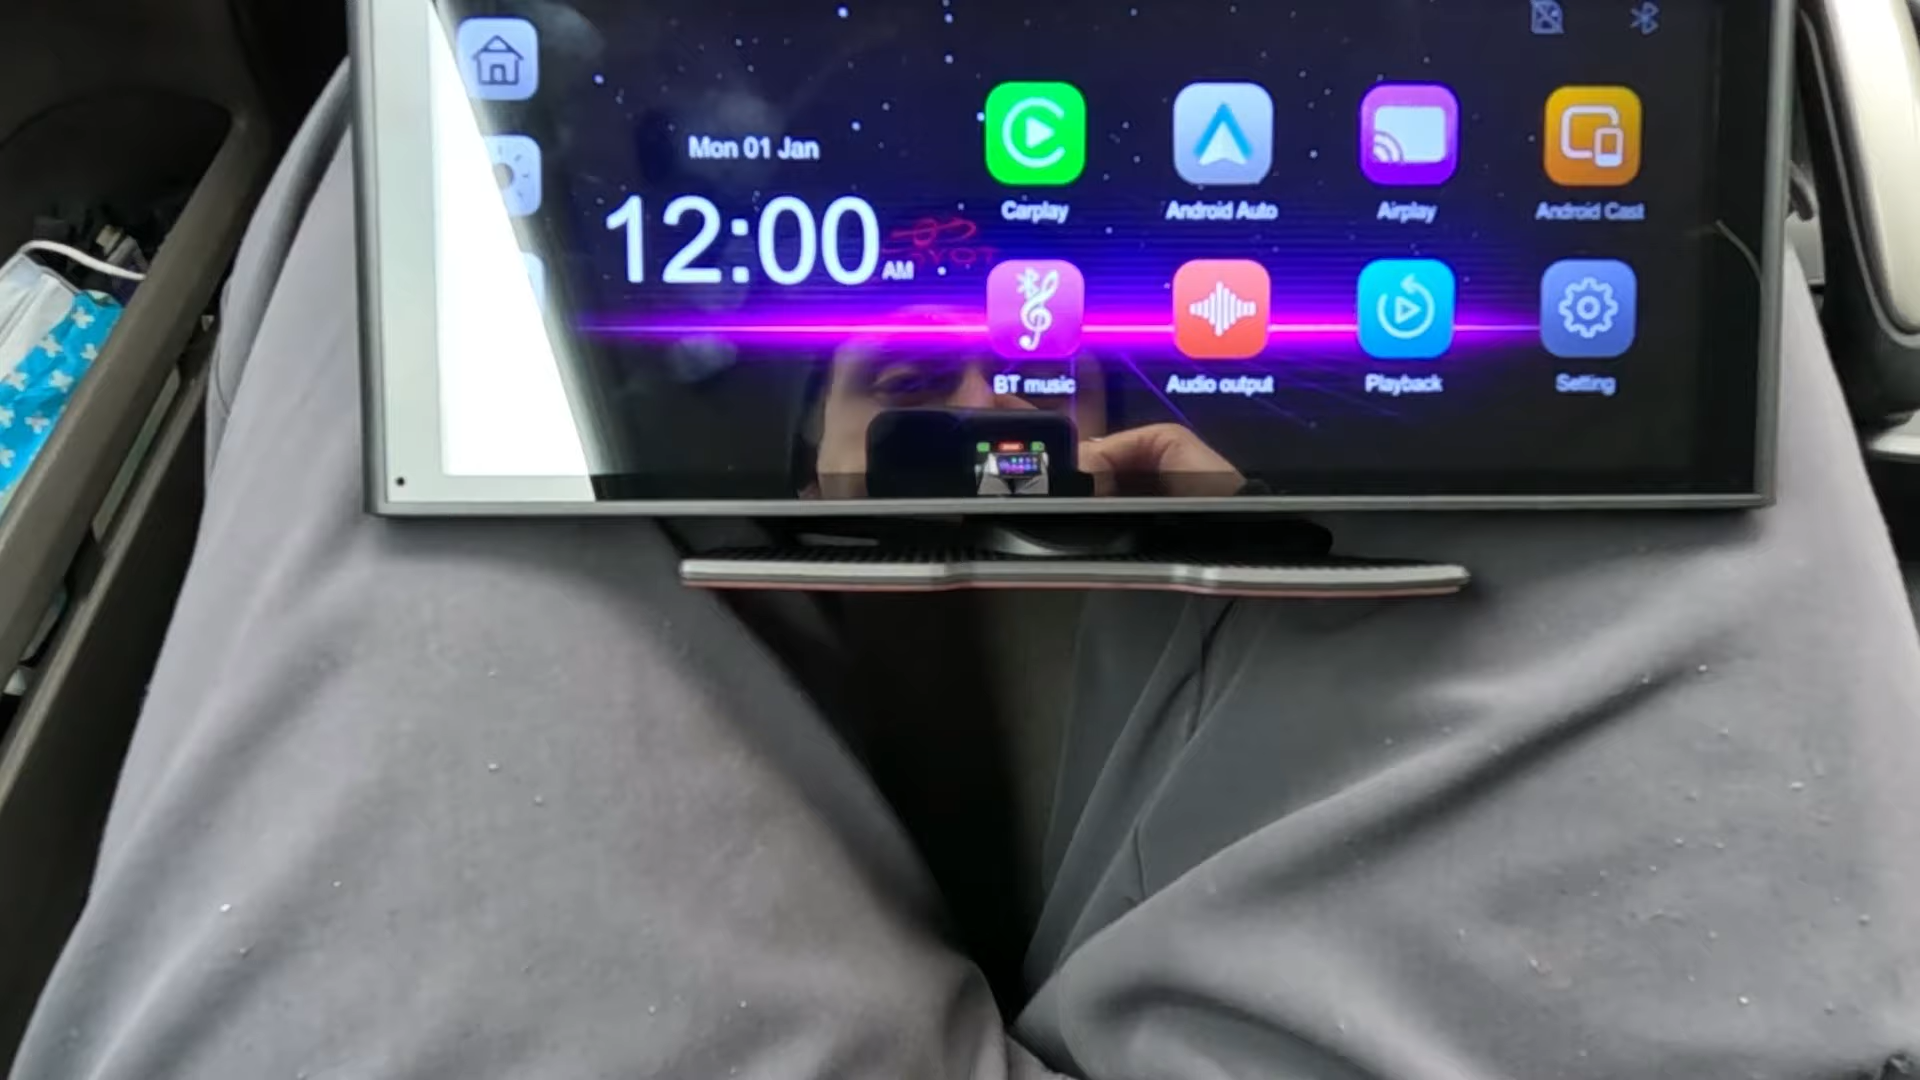 Mon 01 Jan
12:00
AM
Carplay
Android Auto
Airplay
Android Cast
BT music
Audio output
Playback
Setting